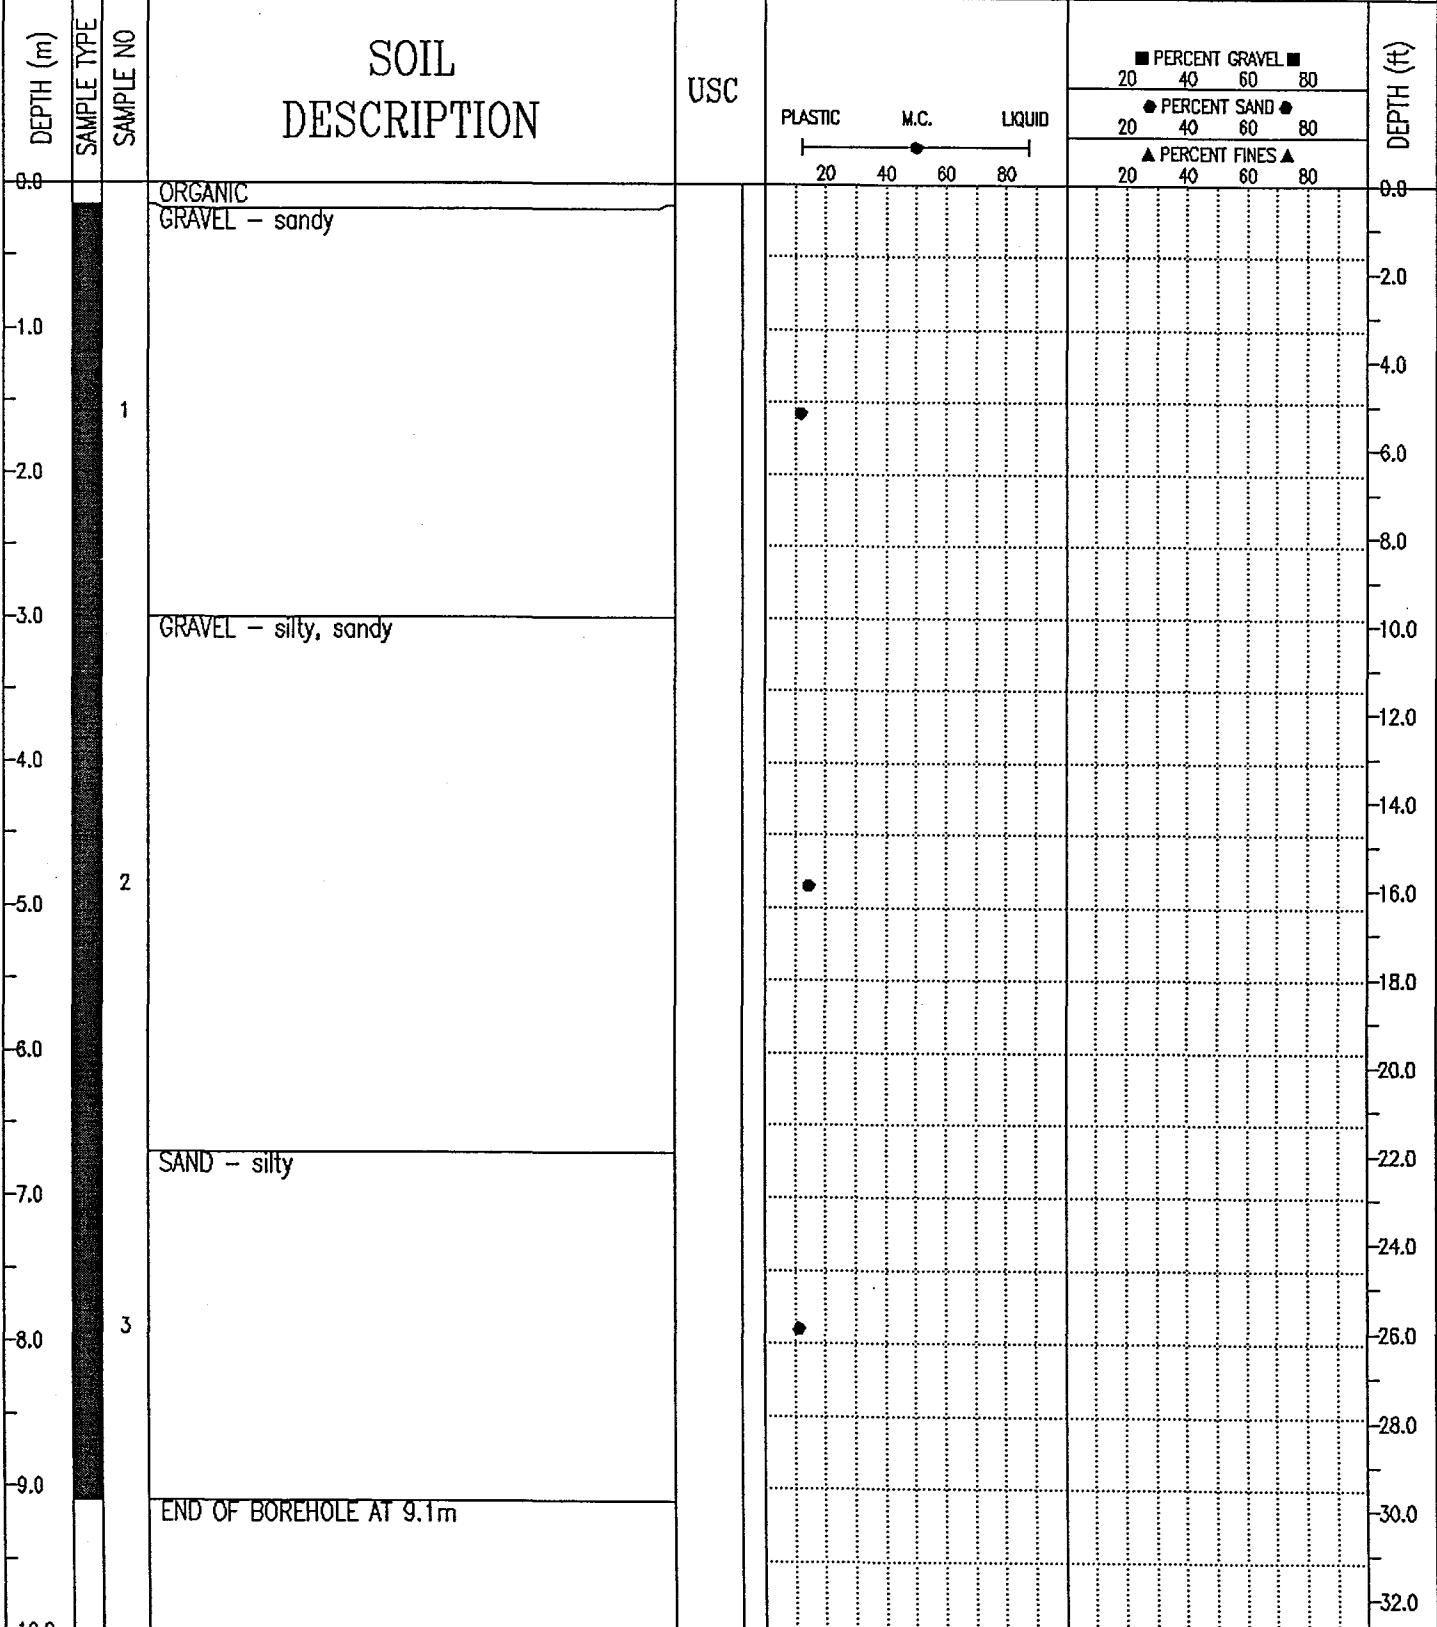 DEPTH (m)
SAMPLE TYPE
SAMPLE NO
SOIL
DESCRIPTION
USC
PLASTIC M.C. LIQUID
20 40 60 80
■ PERCENT GRAVEL ■
20 40 60 80
● PERCENT SAND ●
20 40 60 80
▲ PERCENT FINES ▲
20 40 60 80
DEPTH (ft)
0.0
ORGANIC
0.0
GRAVEL – sandy
2.0
1.0
4.0
1
6.0
2.0
8.0
3.0
GRAVEL – silty, sandy
10.0
12.0
4.0
14.0
2
16.0
5.0
18.0
6.0
20.0
SAND – silty
22.0
7.0
24.0
3
8.0
26.0
28.0
9.0
END OF BOREHOLE AT 9.1m
30.0
32.0